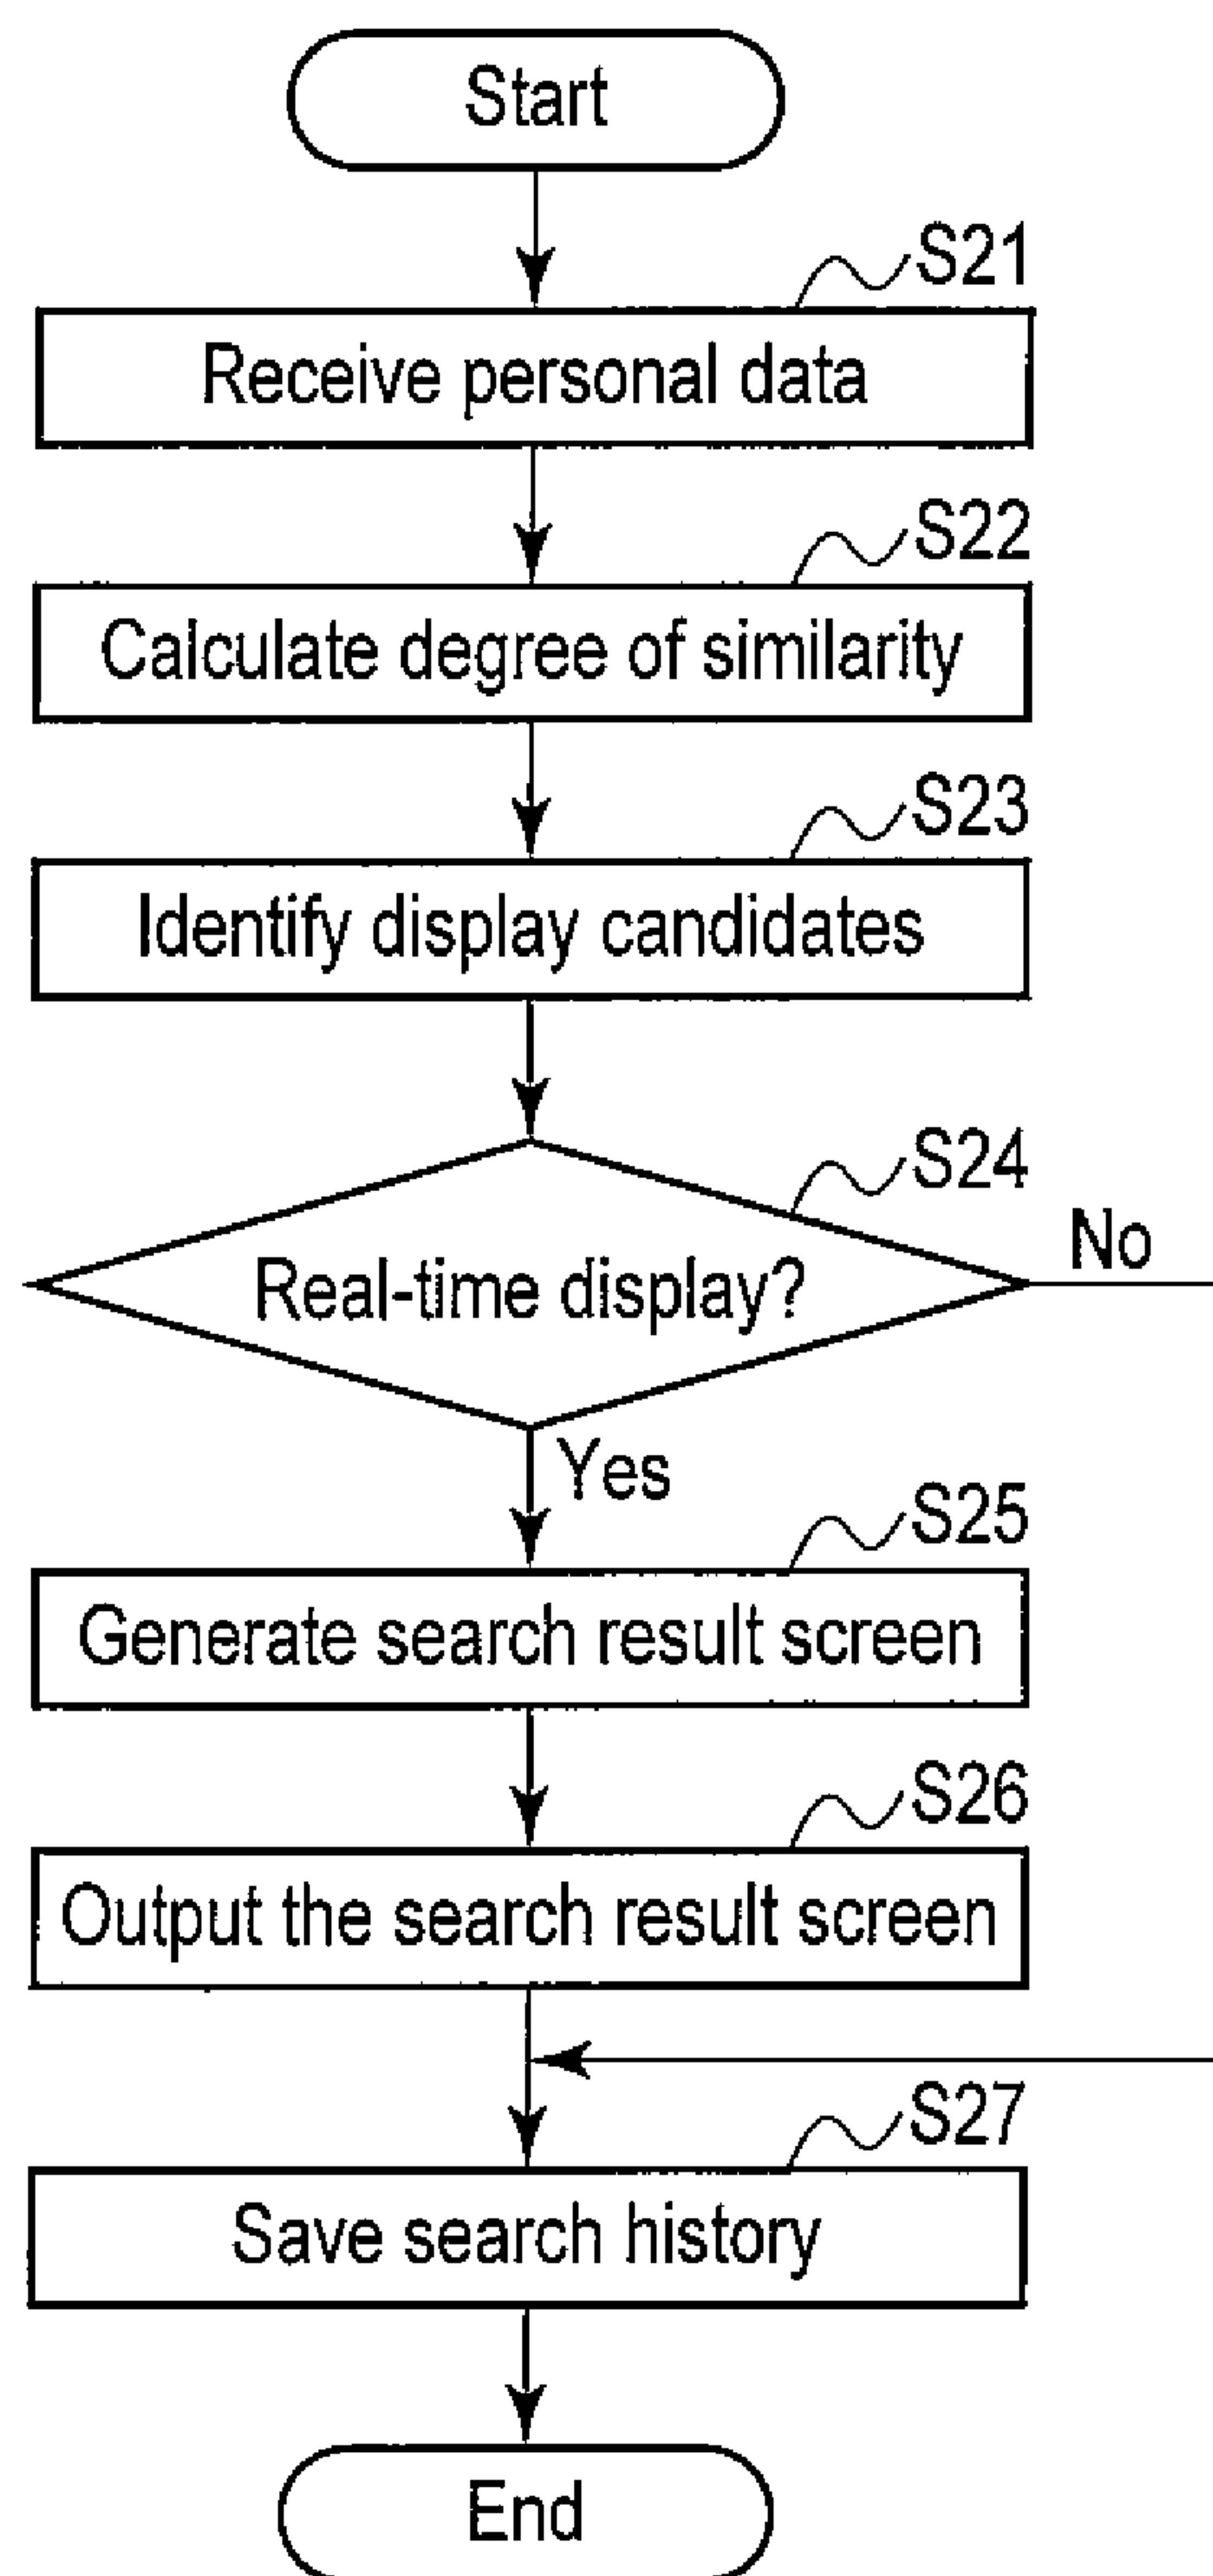 Start
S21
Receive personal data
S22
Calculate degree of similarity
S23
Identify display candidates
S24
No
Real-time display?
Yes
S25
Generate search result screen
S26
Output the search result screen
S27
Save search history
End